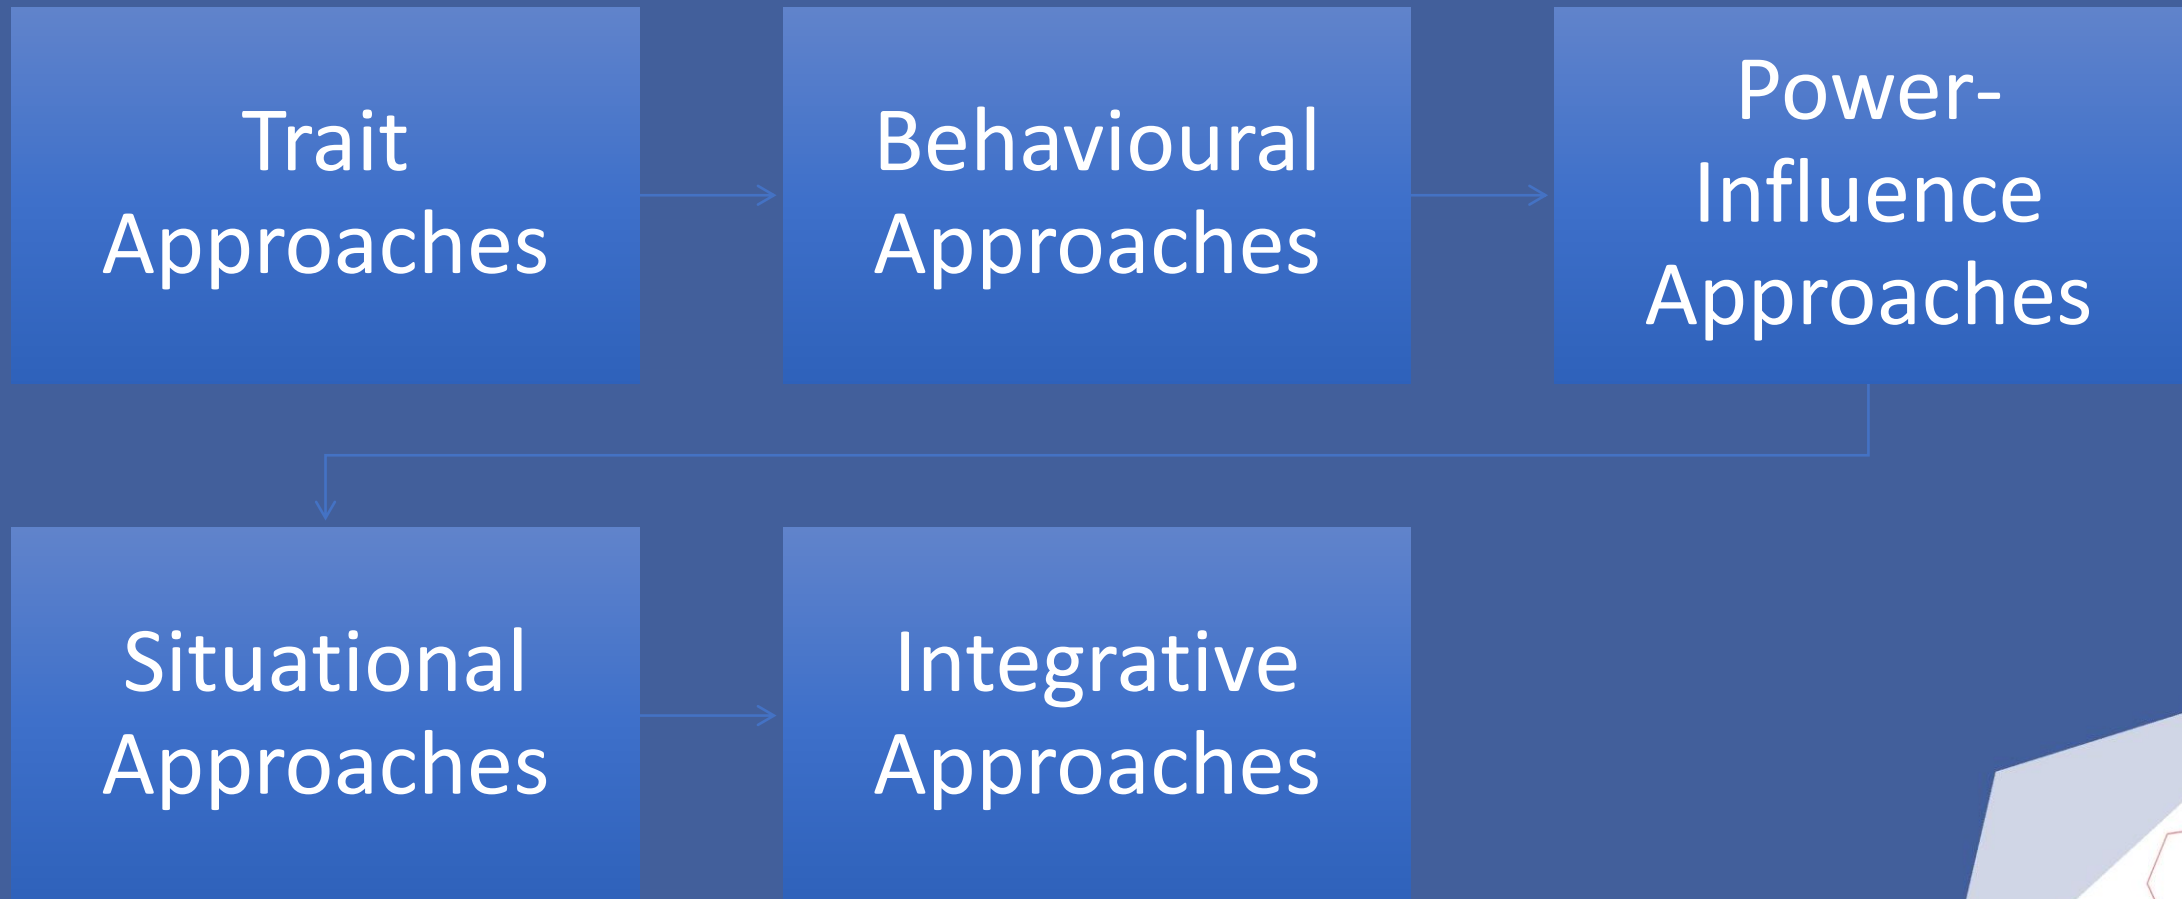 Trait
Approaches
Behavioural
Approaches
Power-
Influence
Approaches
Situational
Approaches
Integrative
Approaches